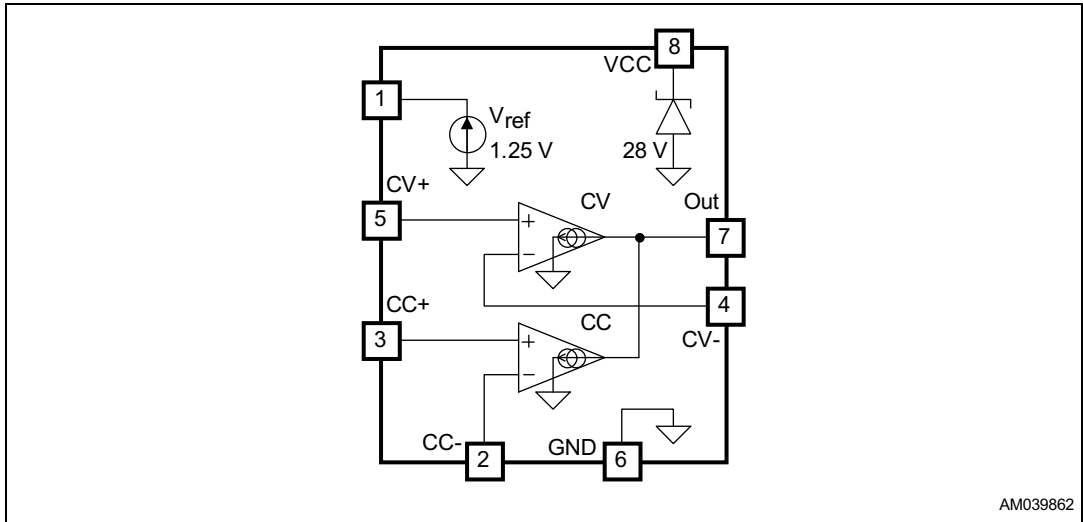 8
VCC
1
Vref
1.25 V
28 V
CV+
CV
Out
5
+
-
7
CC+
4
CC
CV-
3
+
-
CC-
GND
2
6
AM039862